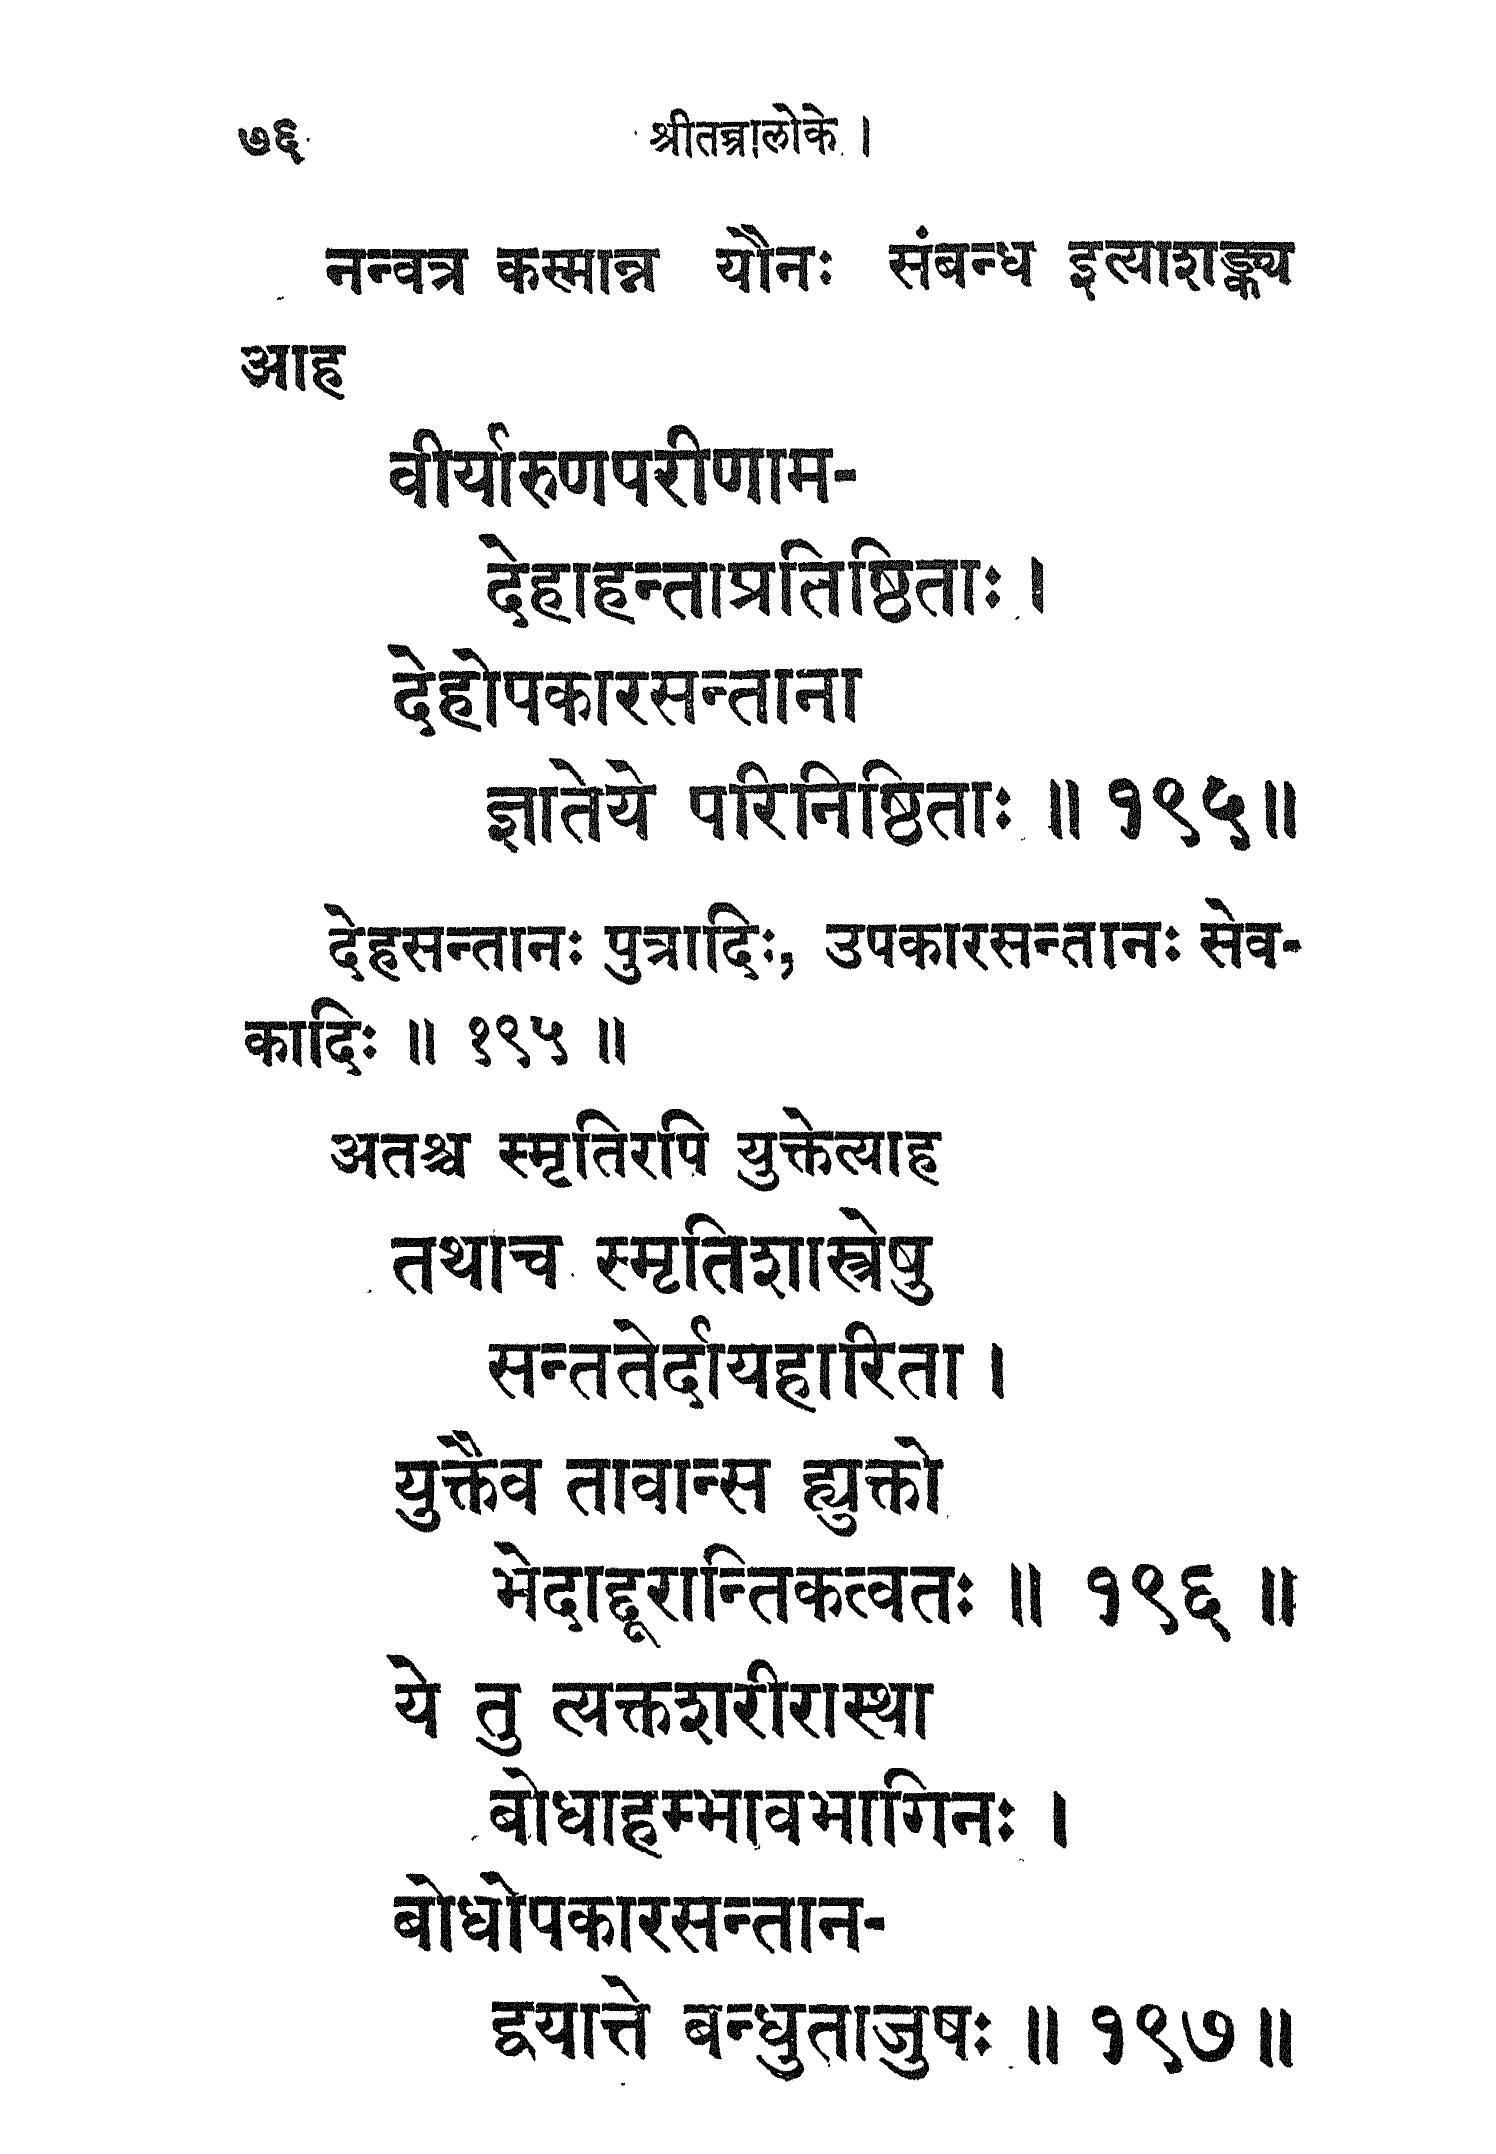 ७६ श्रीतन्त्रालोके ।
नन्वत्र कस्मान्न यौनः संबन्ध इत्याशङ्क्य
आह
वीर्यारुणपरीणाम-
देहाहन्ताप्रतिष्ठिताः ।
देहोपकारसन्ताना
ज्ञातेये परिनिष्ठिताः ॥ १९५॥
देहसन्तानः पुत्रादिः, उपकारसन्तानः सेव-
कादिः ॥ १९५ ॥
अतश्च स्मृतिरपि युक्तेत्याह
तथाच स्मृतिशास्त्रेषु
सन्ततेर्दायहारिता ।
युक्तैव तावान्स ह्युक्तो
भेदाद्दूरान्तिकत्वतः ॥ १९६ ॥
ये तु त्यक्तशरीरास्था
बोधाहम्भावभागिनः ।
बोधोपकारसन्तान-
द्वयात्ते बन्धुताजुषः ॥ १९७॥